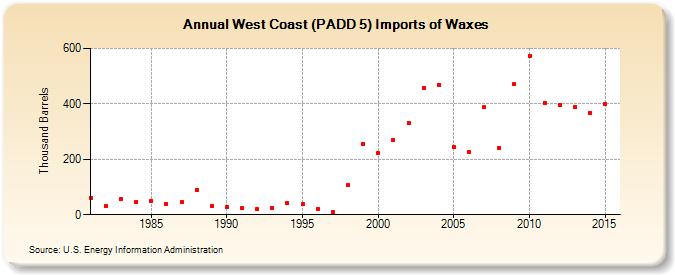 Annual West Coast (PADD 5) Imports of Waxes
Thousand Barrels
600
400
200
0
1985 1990 1995 2000 2005 2010 2015
Source: U.S. Energy Information Administration